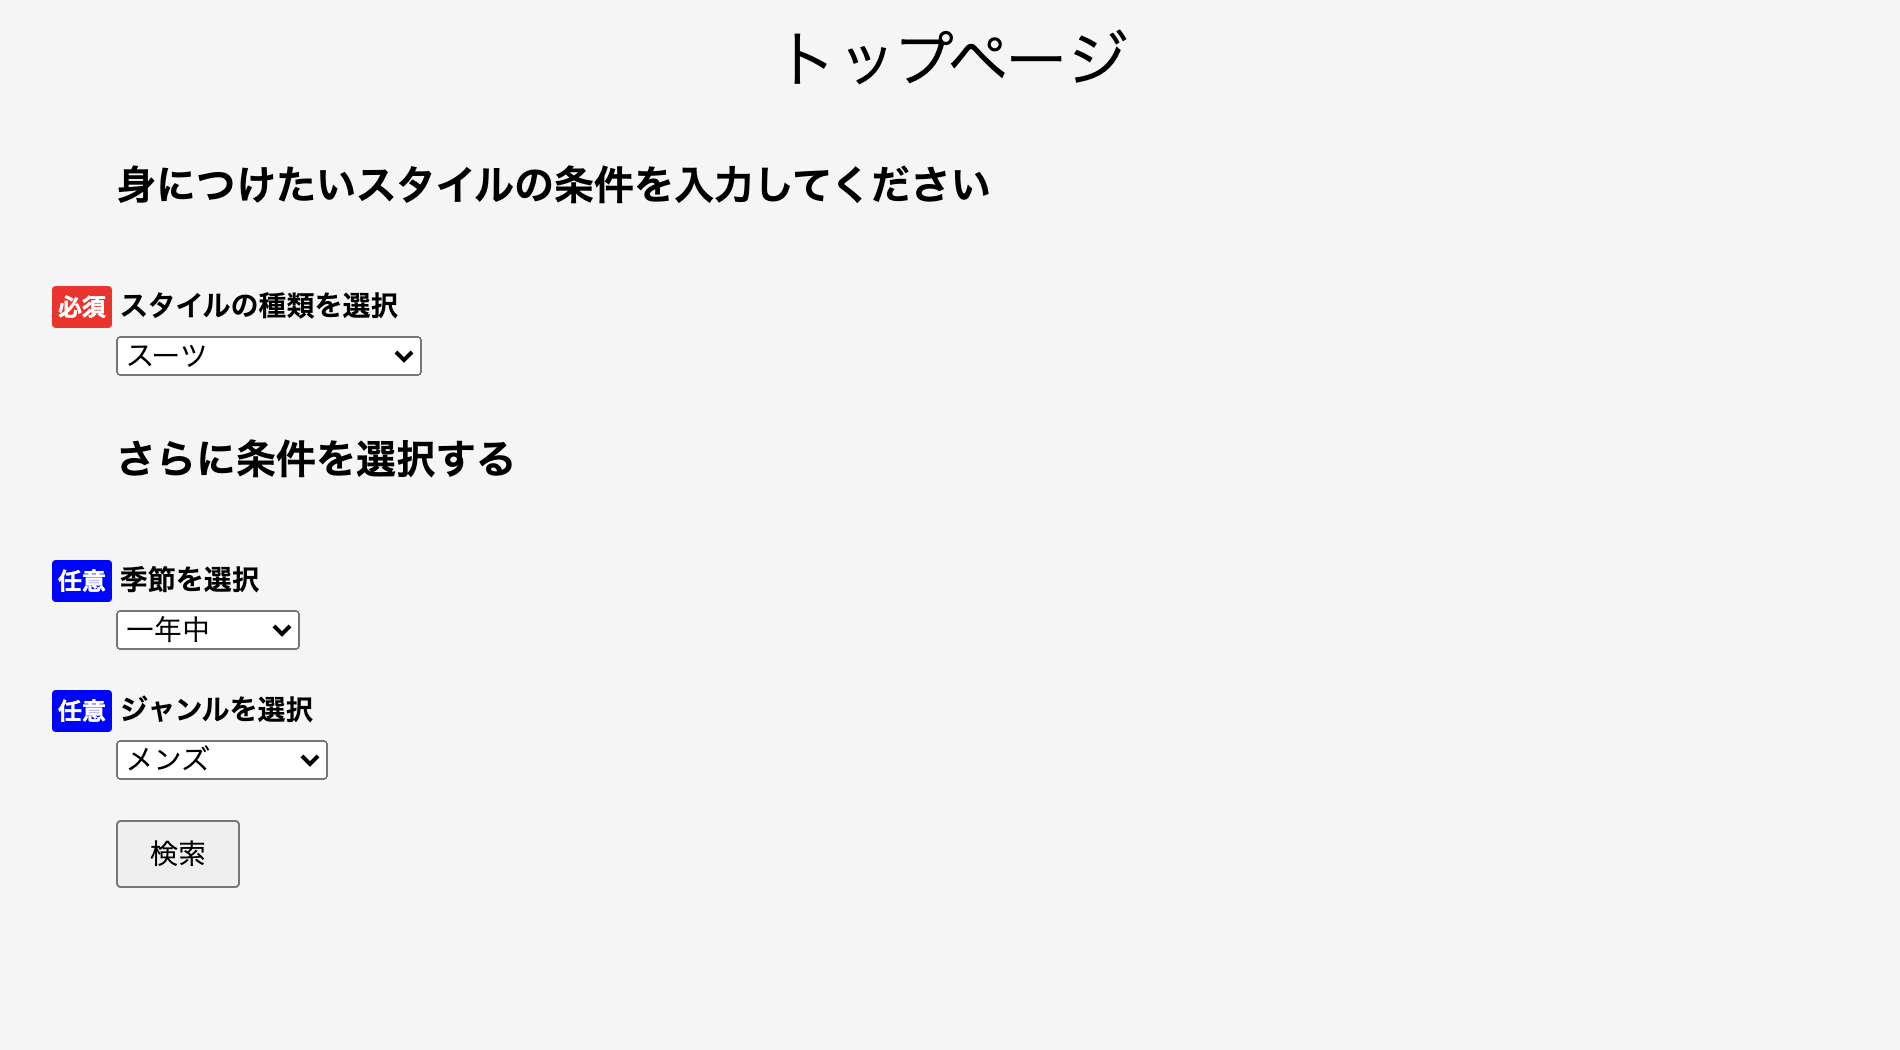 トップページ
身につけたいスタイルの条件を入力してください
必須 スタイルの種類を選択
スーツ
さらに条件を選択する
任意 季節を選択
一年中
任意 ジャンルを選択
メンズ
検索